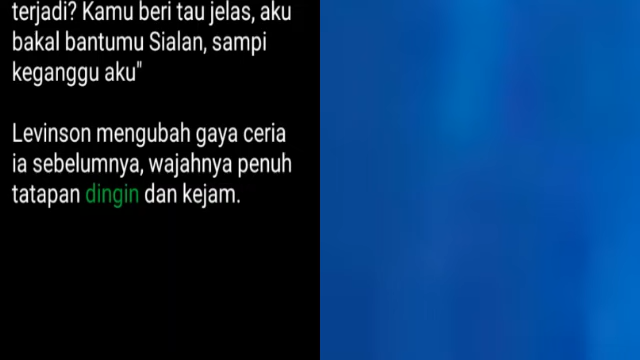 terjadi? Kamu beri tau jelas, aku
bakal bantumu Sialan, sampi
keganggu aku"
Levinson mengubah gaya ceria
ia sebelumnya, wajahnya penuh
tatapan dingin dan kejam.